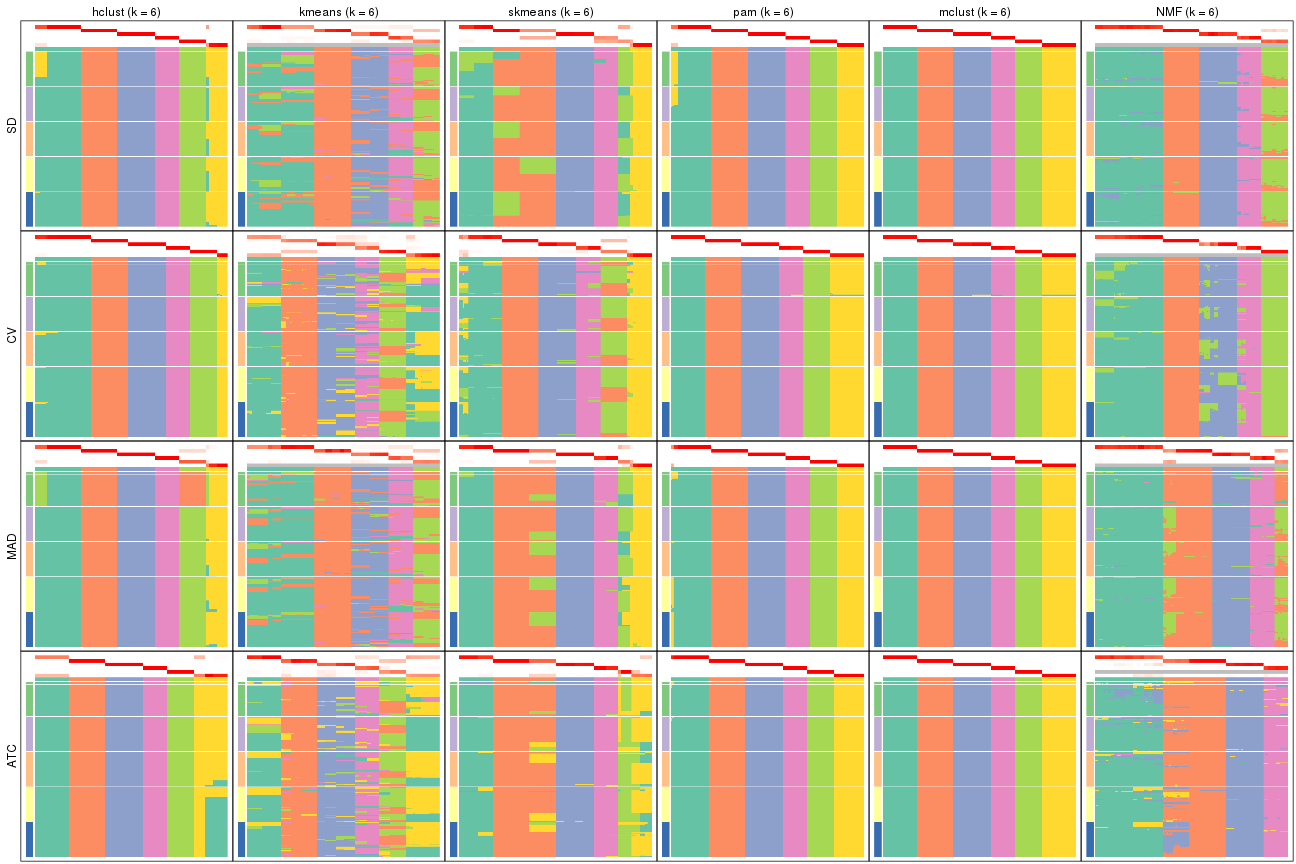 hclust (k = 6)
kmeans (k = 6)
skmeans (k = 6)
pam (k = 6)
mclust (k = 6)
NMF (k = 6)
SD
CV
MAD
ATC